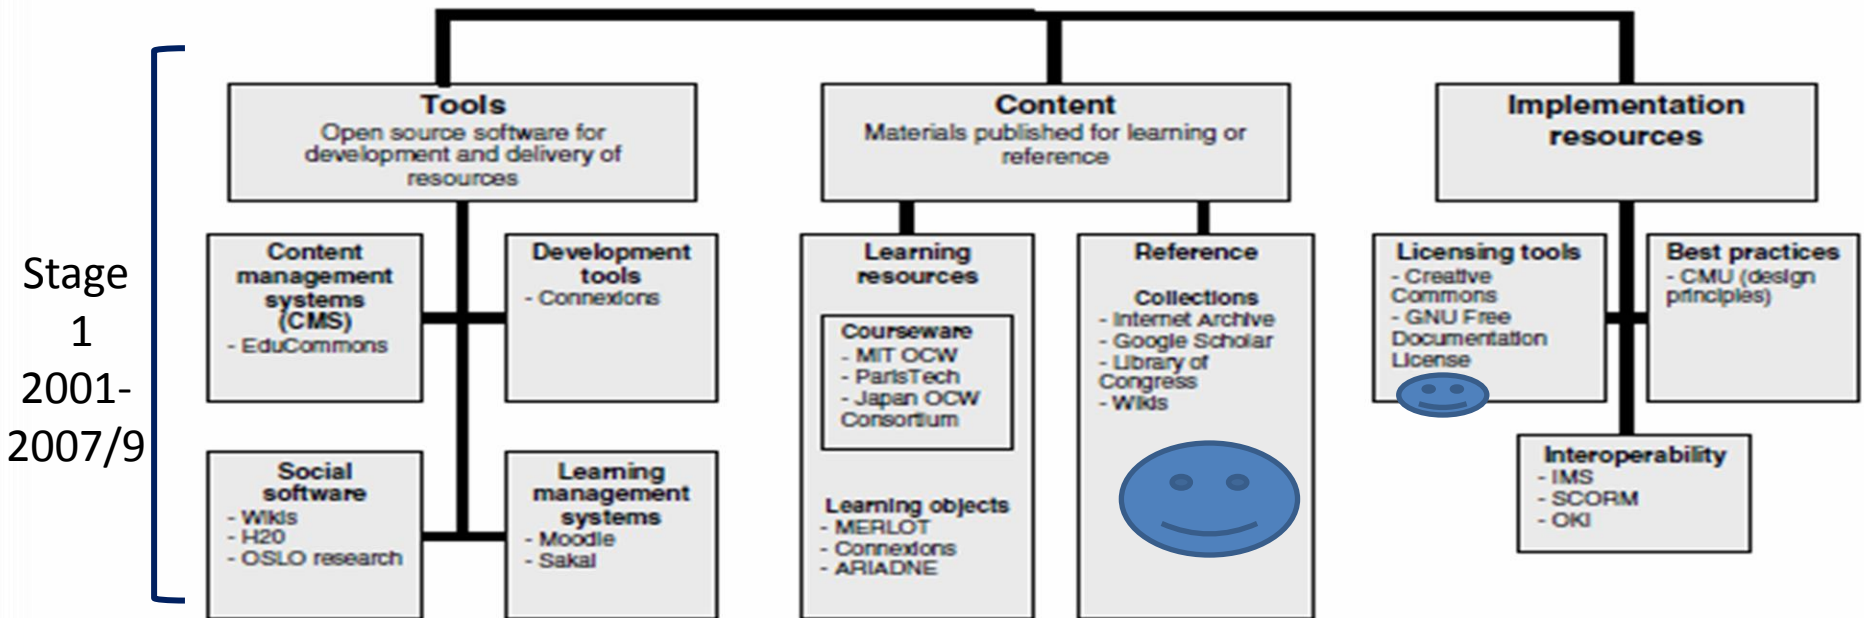 Stage
1
2001-
2007/9
Tools
Open source software for
development and delivery of
resources
Content
management
systems
(CMS)
- EduCommons
Development
tools
- Connexions
Social
software
- Wikis
- H20
- OSLO research
Learning
management
systems
- Moodle
- Sakai
Content
Materials published for learning or
reference
Learning
resources
Courseware
- MIT OCW
- ParisTech
- Japan OCW
Consortium
Learning objects
- MERLOT
- Connexions
- ARIADNE
Reference
Collections
- Internet Archive
- Google Scholar
- Library of
Congress
- Wikis
Implementation
resources
Licensing tools
- Creative
Commons
- GNU Free
Documentation
License
Best practices
- CMU (design
principles)
Interoperability
- IMS
- SCORM
- OKI